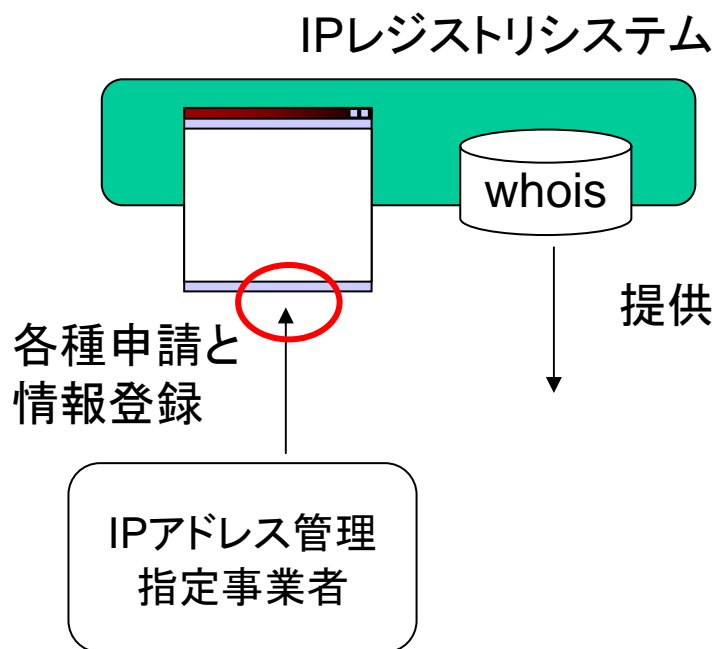 IPレジストリシステム
whois
提供
各種申請と
情報登録
IPアドレス管理
指定事業者